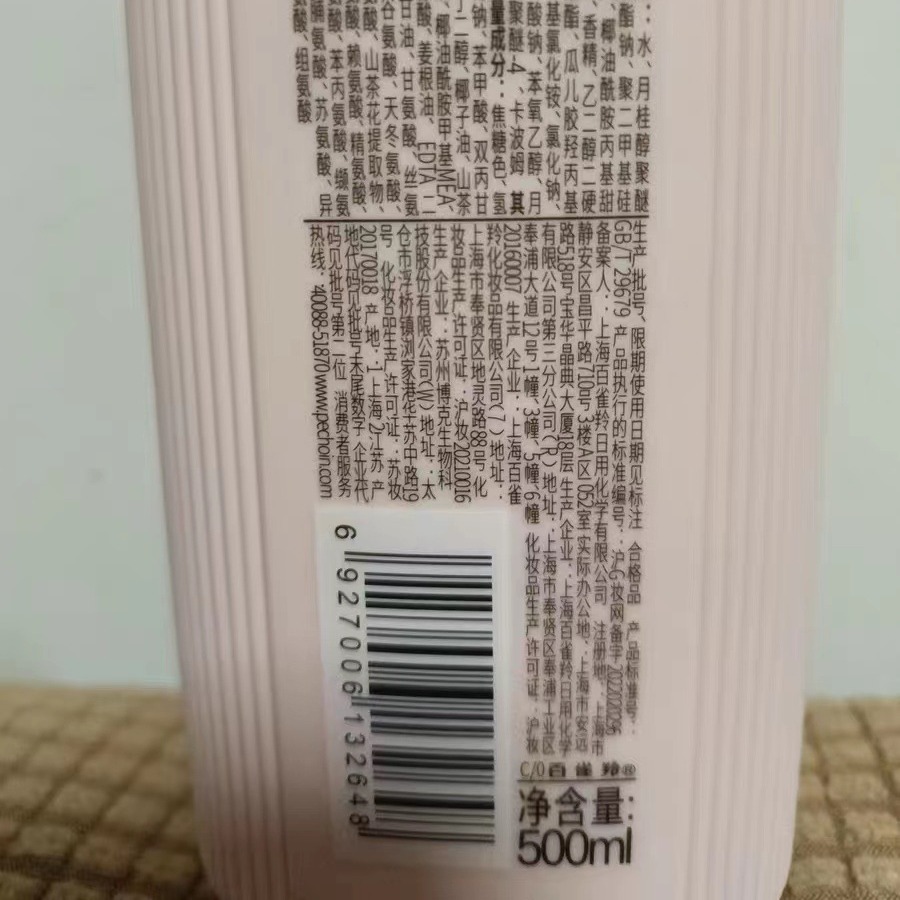 ：水、月桂醇聚醚
酯钠、聚二甲基硅
、椰油酰胺丙基甜
、香精、乙二醇二硬
酯、瓜儿胶羟丙基
基氯化铵、氯化钠、
酸钠、苯氧乙醇、月
聚醚-4、卡波姆、其
量成分：焦糖色、氢
钠、苯甲酸、双丙甘
丁二醇、椰子油、山茶
、椰油酰胺甲基MEA、
酸、姜根油、EDTA 二
甘油、甘氨酸、丝氨
谷氨酸、天冬氨酸、
酸、山茶花提取物、
氨酸、赖氨酸、精氨酸、
氨酸、苯丙氨酸、缬氨
脯氨酸、苏氨酸、异
氨酸、组氨酸
生产批号、限期使用日期见标注 合格品 产品标准号：
GB/T 29679 产品执行的标准编号：沪G妆网备字2020
备案人：上海百雀羚日用化学有限公司 注册地：上海市
静安区昌平路710号3楼A区052室 实际办公地：上海市安远
路518号宝华晶典大厦18层 生产企业：上海百雀羚日用化学
有限公司第三分公司(R) 地址：上海市奉贤区奉浦工业区
奉浦大道12号1幢、3幢、5幢、6幢 化妆品生产许可证：沪妆
20160007 生产企业：上海百雀
羚化妆品有限公司(7) 地址：
上海市奉贤区地灵路88号 化
妆品生产许可证：沪妆20210016
生产企业：苏州博克生物科
技股份有限公司(W) 地址：太
仓市浮桥镇浏家港华苏中路19
号 化妆品生产许可证：苏妆
20170018 产地：1上海2江苏 产
地代码见批号末尾数字 企业代
码见批号第一位 消费者服务
热线：40088-51870 www.pechoin.com
6 927006 132648
C/0 百雀羚®
净含量:
500ml